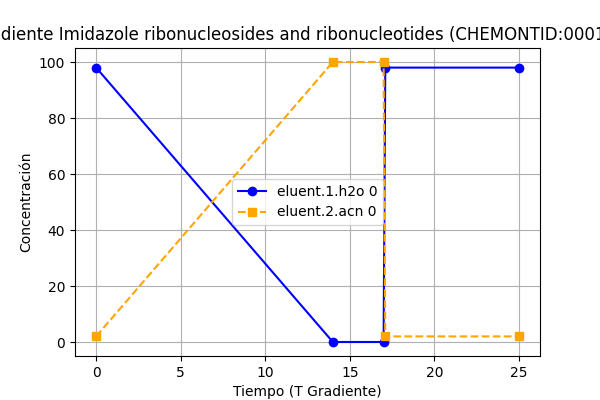 diente Imidazole ribonucleosides and ribonucleotides (CHEMONTID:0001
Concentración
100
80
60
40
20
0
eluent.1.h2o 0
eluent.2.acn 0
0 5 10 15 20 25
Tiempo (T Gradiente)